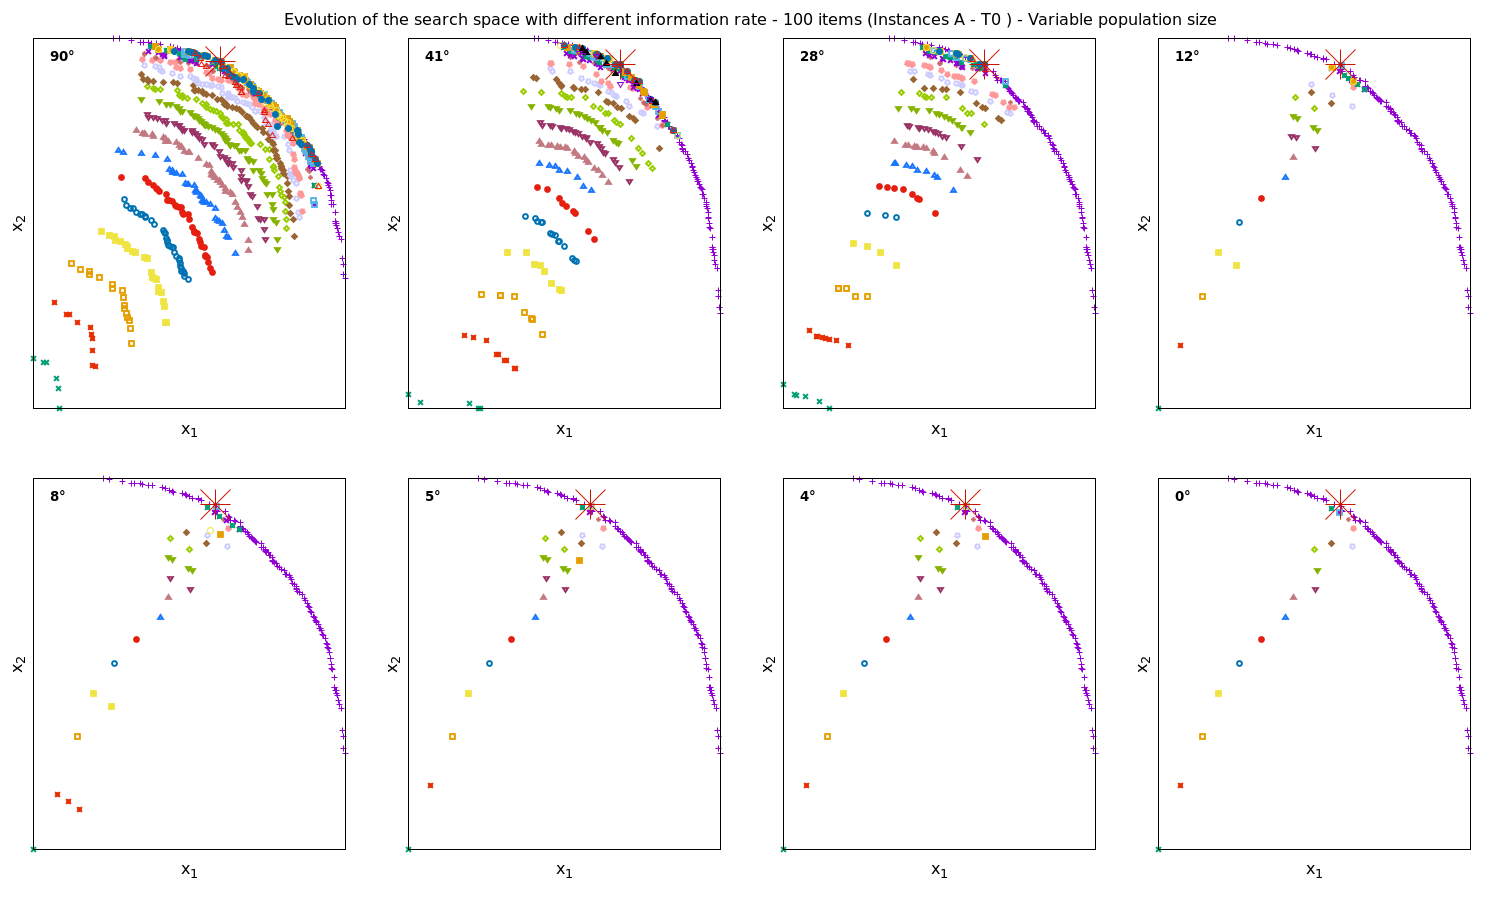 Evolution of the search space with different information rate - 100 items (Instances A - T0 ) - Variable population size
90°
41°
28°
12°
x2
x2
x2
x2
x1
x1
x1
x1
8°
5°
4°
0°
x2
x2
x2
x2
x1
x1
x1
x1